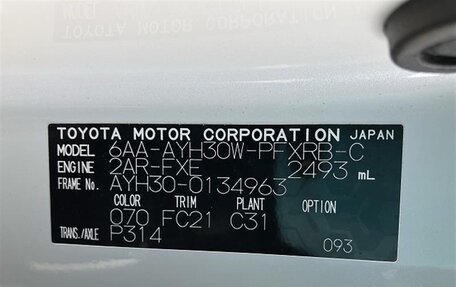 TOYOTA MOTOR CORPORATION JAPAN
MODEL 6AA-AYH30W-PFXRB-C
ENGINE 2AR-FXE 2493 mL
FRAME No. AYH30-0134963
COLOR TRIM PLANT OPTION
070 FC21 C31
TRANS./AXLE P314
093